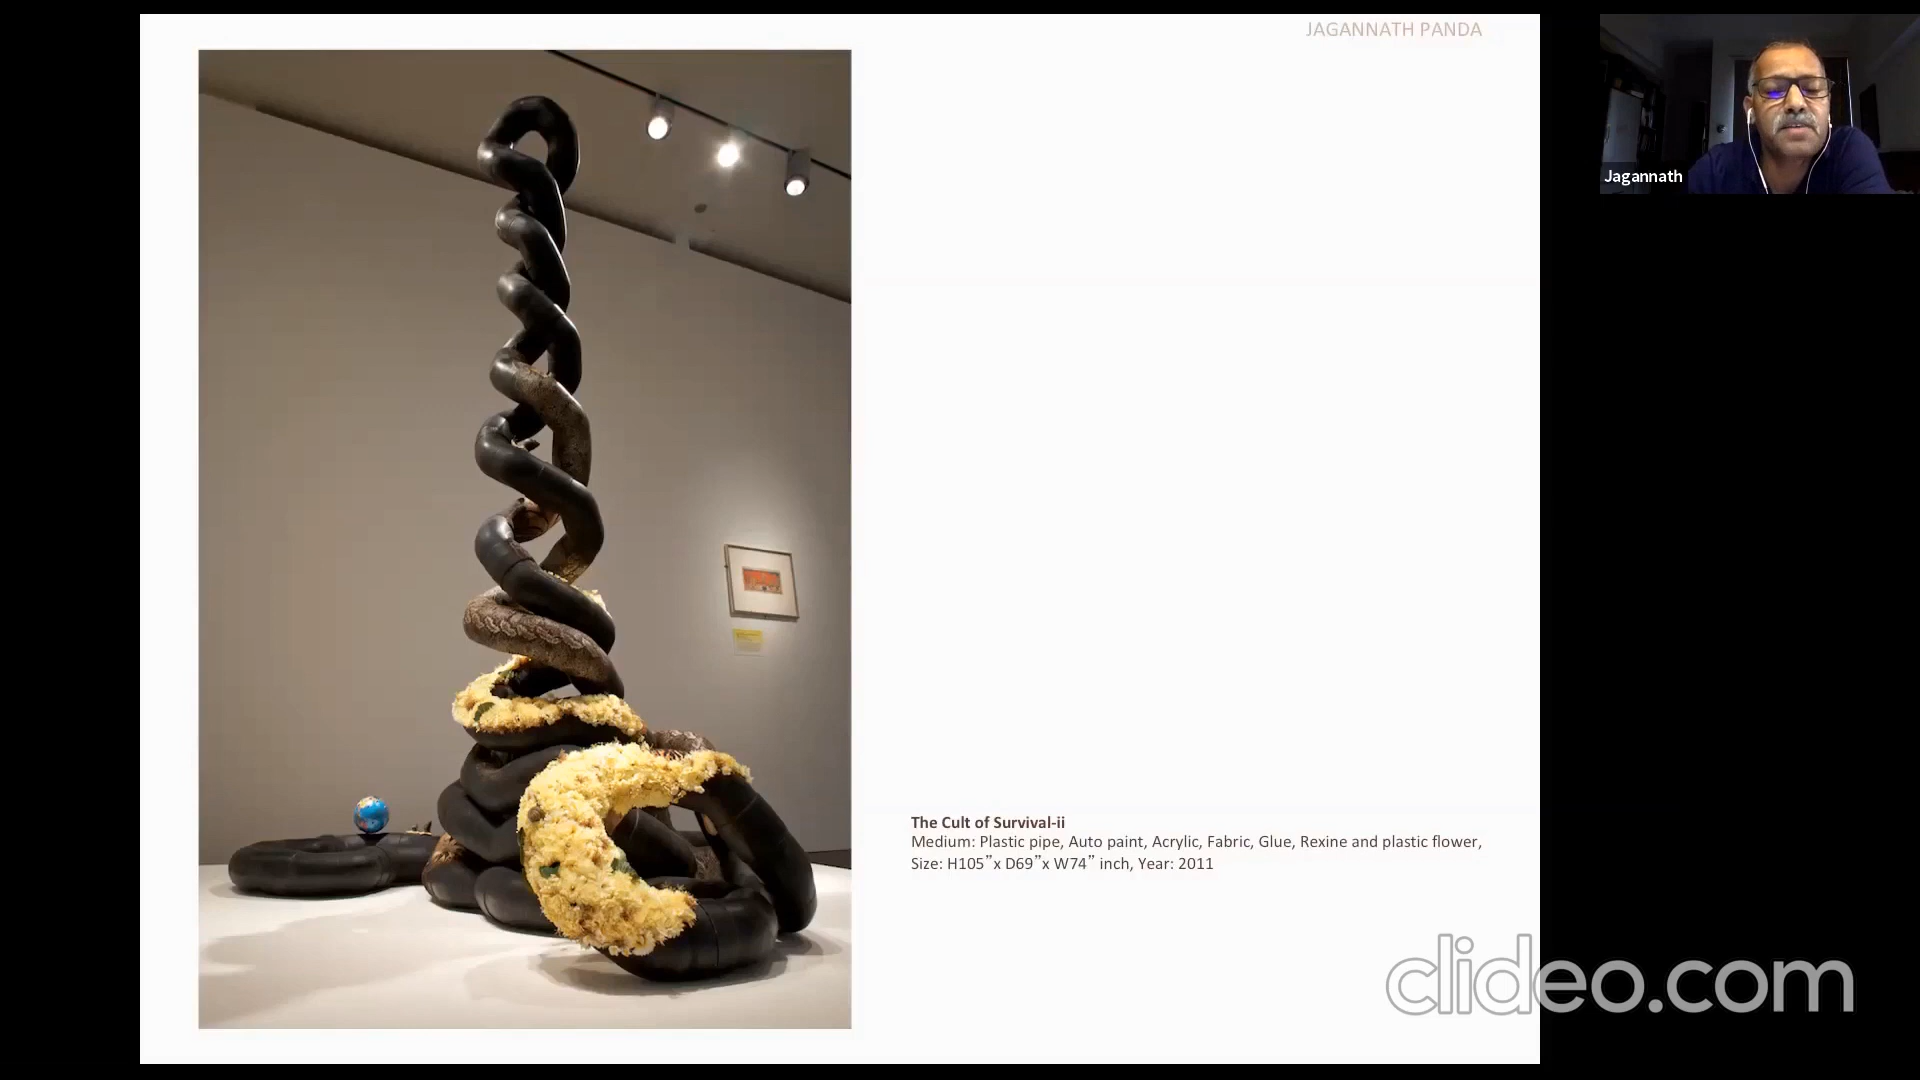 JAGANNATH PANDA
Jagannath
The Cult of Survival-ii
Medium: Plastic pipe, Auto paint, Acrylic, Fabric, Glue, Rexine and plastic flower,
Size: H105”x D69”x W74” inch, Year: 2011
clideo.com